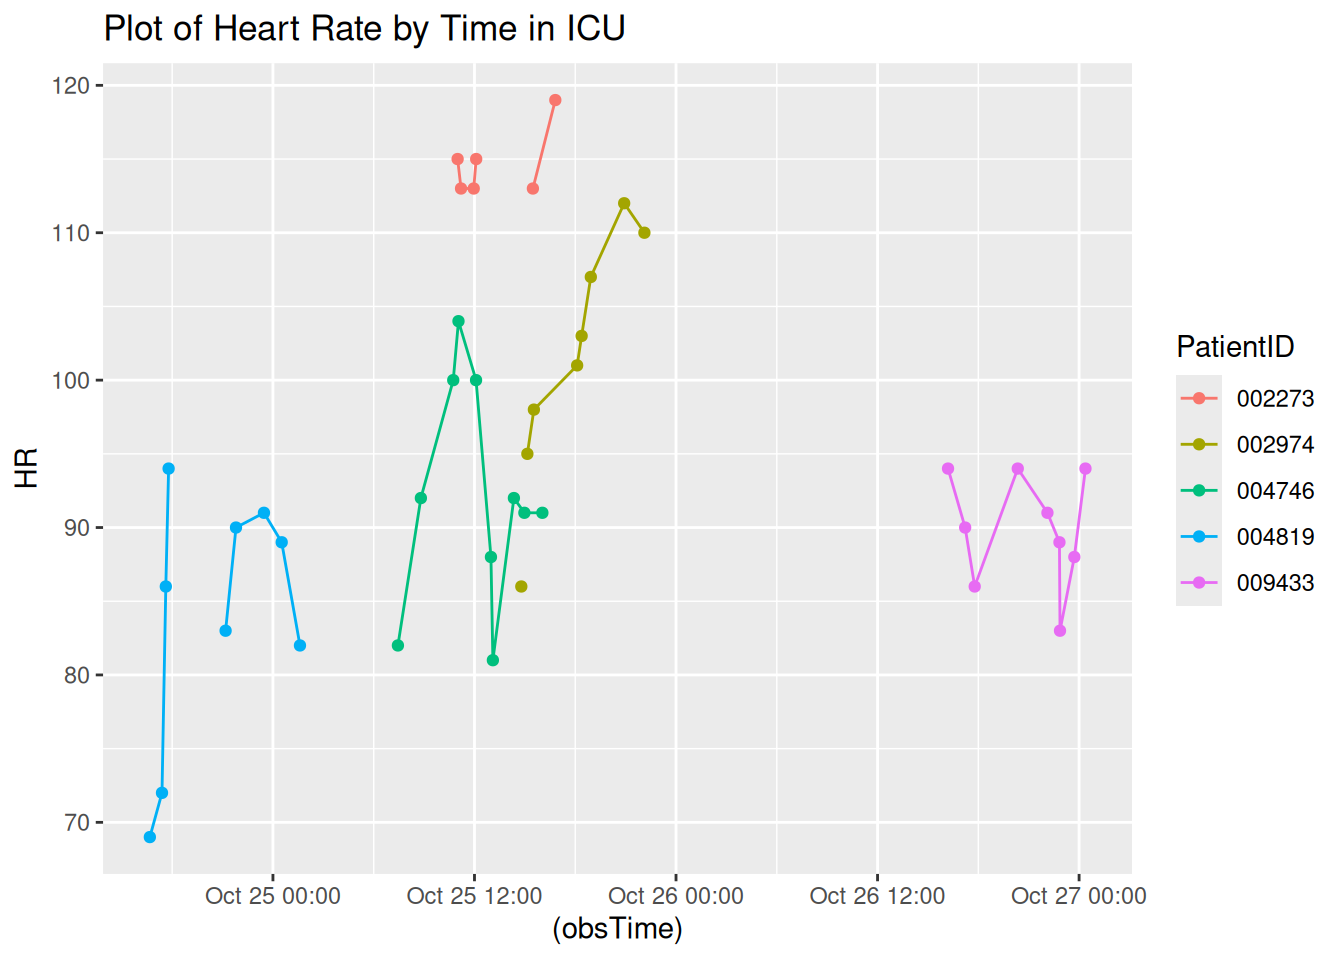 Plot of Heart Rate by Time in ICU
120
110
100
90
80
70
HR
Oct 25 00:00
Oct 25 12:00
Oct 26 00:00
Oct 26 12:00
Oct 27 00:00
(obsTime)
PatientID
002273
002974
004746
004819
009433